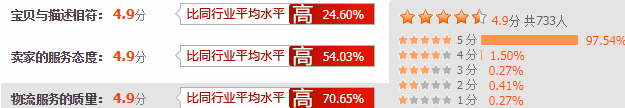 宝贝与描述相符： 4.9分 比同行业平均水平 高 24.60%
卖家的服务态度： 4.9分 比同行业平均水平 高 54.03%
物流服务的质量： 4.9分 比同行业平均水平 高 70.65%
4.9分 共733人
5分 97.54%
4分 1.50%
3分 0.27%
2分 0.41%
1分 0.27%